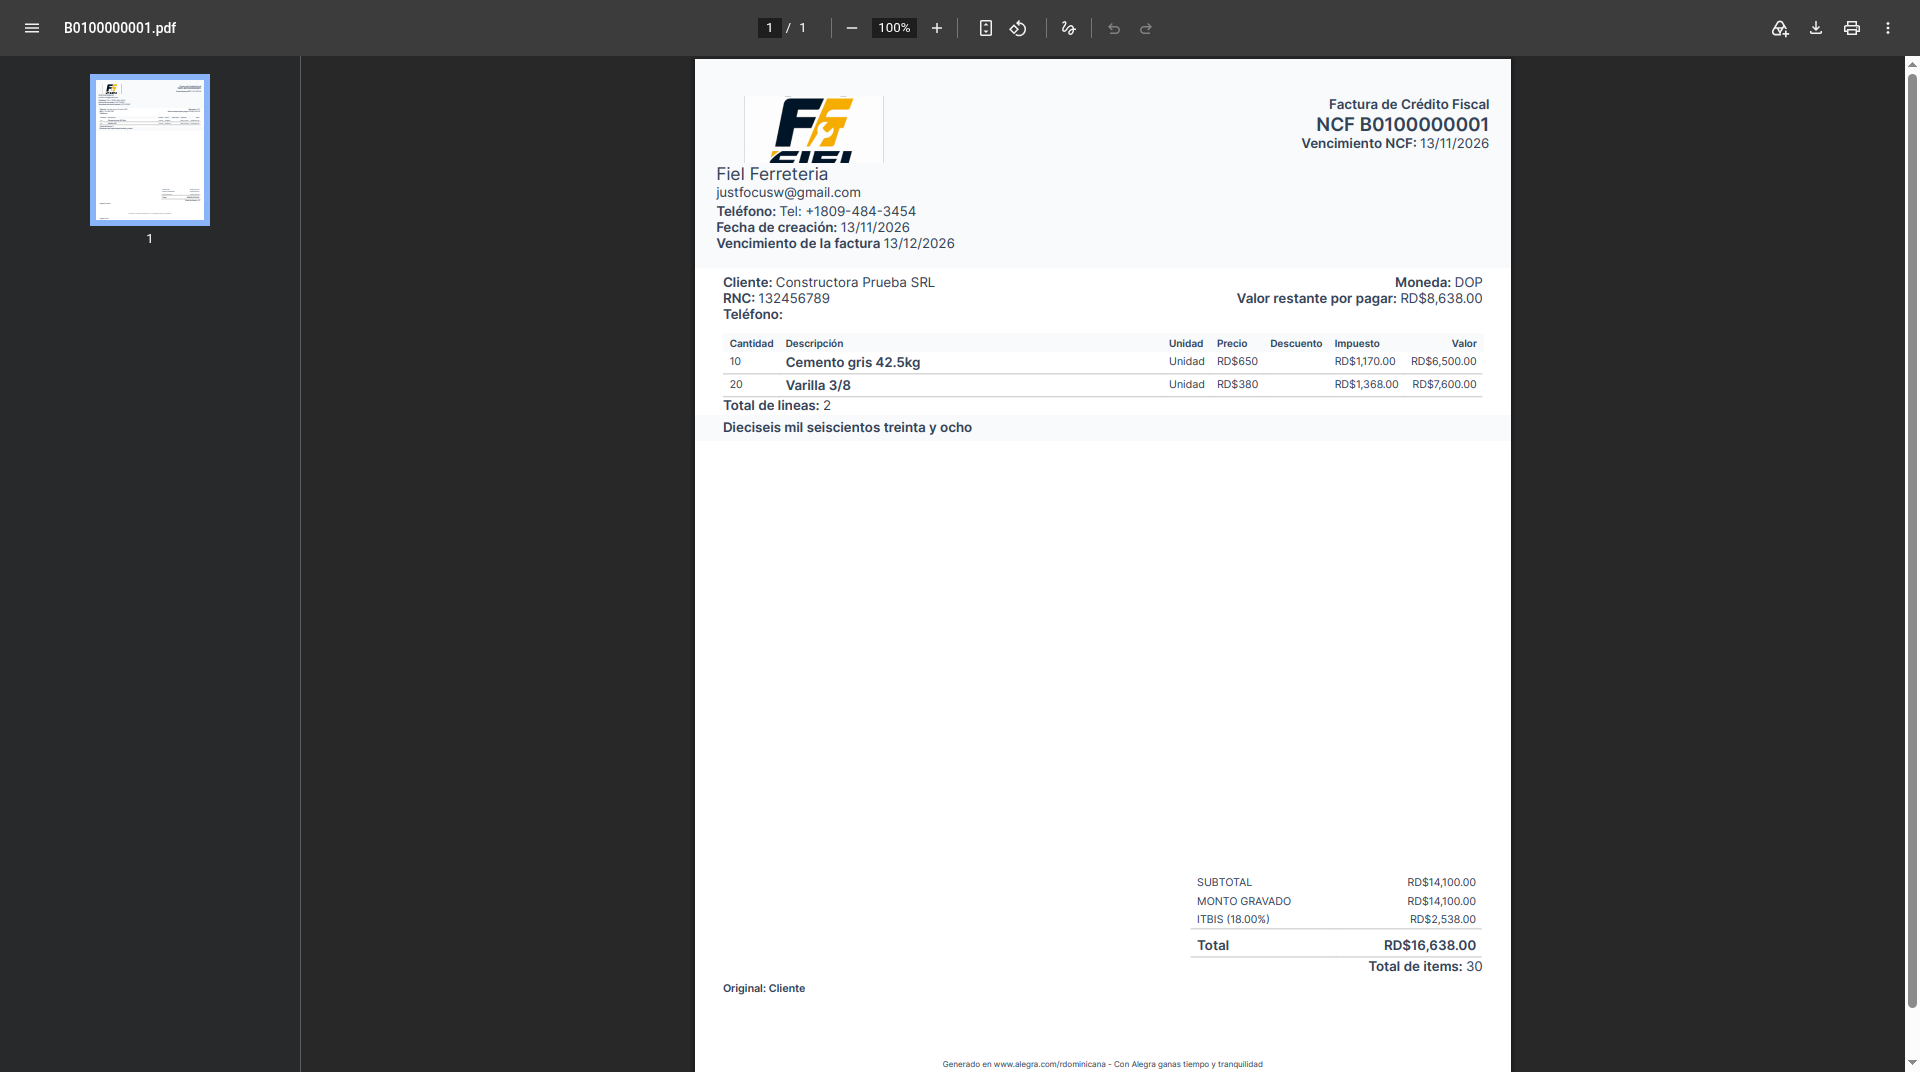 B0100000001.pdf
1 / 1
100%
1
Factura de Crédito Fiscal
NCF B0100000001
Vencimiento NCF: 13/11/2026
Fiel Ferreteria
justfocusw@gmail.com
Teléfono: Tel: +1809-484-3454
Fecha de creación: 13/11/2026
Vencimiento de la factura 13/12/2026
Cliente: Constructora Prueba SRL
RNC: 132456789
Teléfono:
Moneda: DOP
Valor restante por pagar: RD$8,638.00
Cantidad Descripción Unidad Precio Descuento Impuesto Valor
10 Cemento gris 42.5kg Unidad RD$650 RD$1,170.00 RD$6,500.00
20 Varilla 3/8 Unidad RD$380 RD$1,368.00 RD$7,600.00
Total de lineas: 2
Dieciseis mil seiscientos treinta y ocho
SUBTOTAL RD$14,100.00
MONTO GRAVADO RD$14,100.00
ITBIS (18.00%) RD$2,538.00
Total RD$16,638.00
Total de items: 30
Original: Cliente
Generado en www.alegra.com/rdominicana - Con Alegra ganas tiempo y tranquilidad